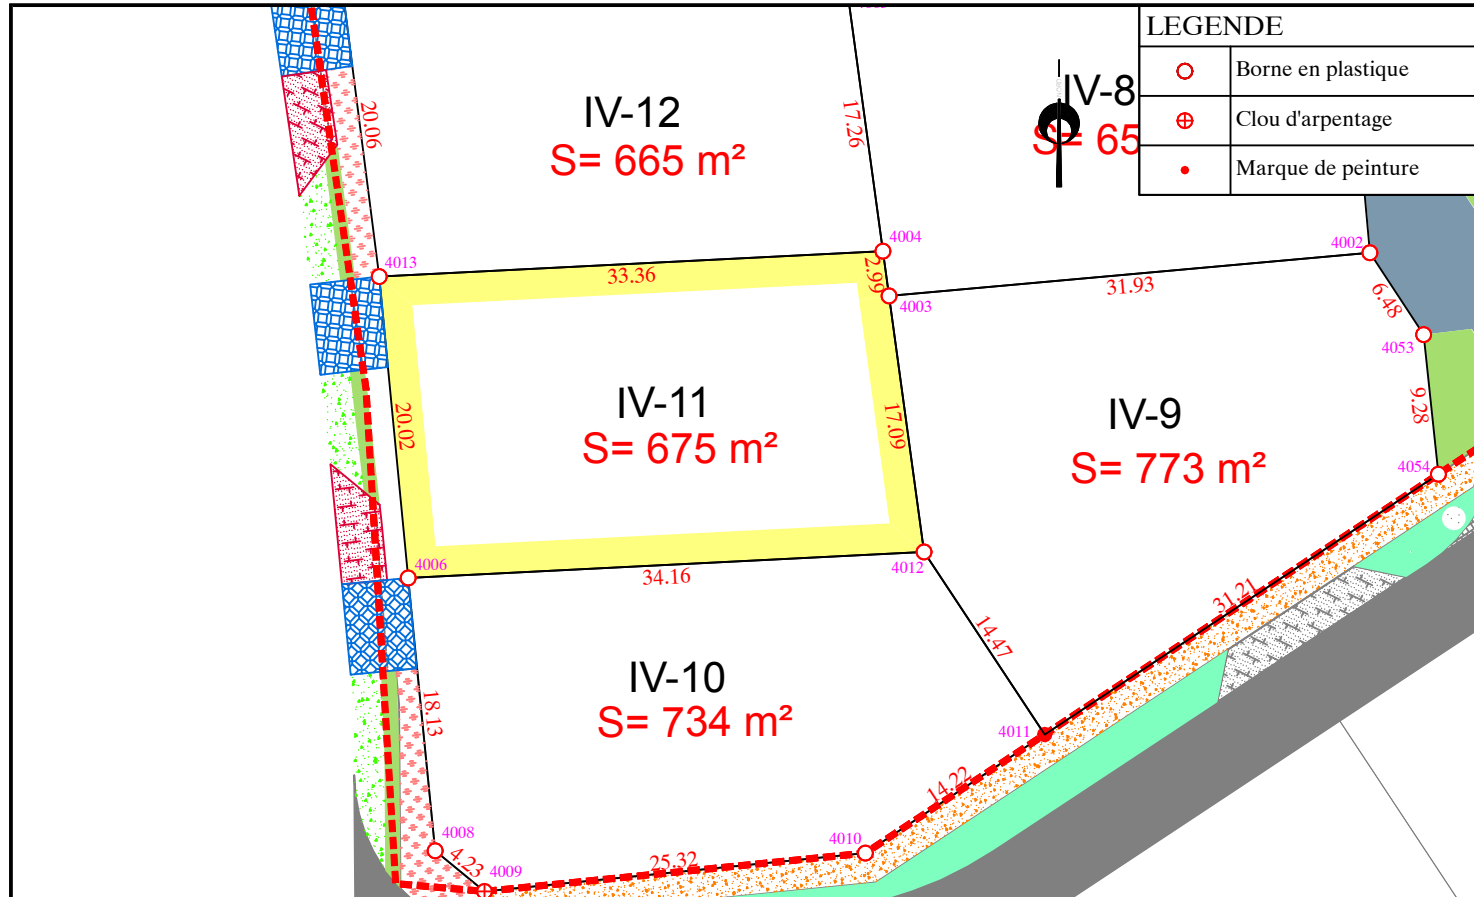 LEGENDE
Borne en plastique
Clou d'arpentage
Marque de peinture
IV-12
S= 665 m²
IV-8
S= 65
20.06
17.26
4004
4002
4013
33.36
2.99
4003
31.93
6.48
4053
IV-11
S= 675 m²
20.02
17.09
IV-9
S= 773 m²
9.28
4054
4006
34.16
4012
14.47
31.21
IV-10
S= 734 m²
18.13
4011
14.22
4008
4.23
4009
25.32
4010